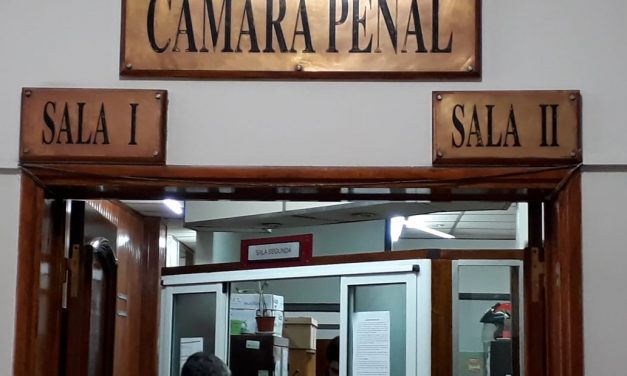 CAMARA PENAL
SALA I
SALA II
SALA SEGUNDA